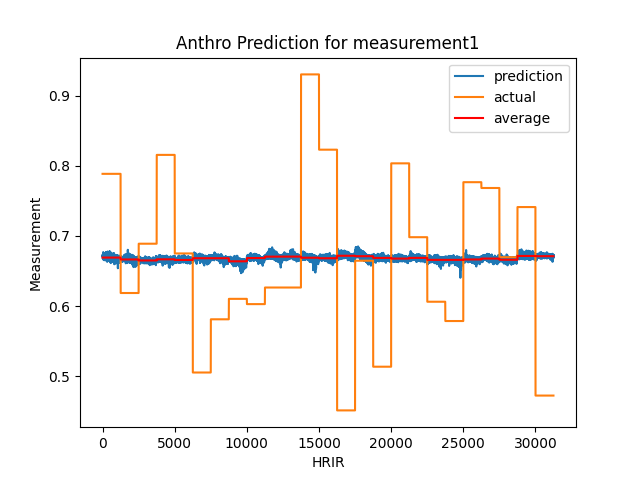 Anthro Prediction for measurement1
prediction
actual
average
Measurement
0.9
0.8
0.7
0.6
0.5
0 5000 10000 15000 20000 25000 30000
HRIR